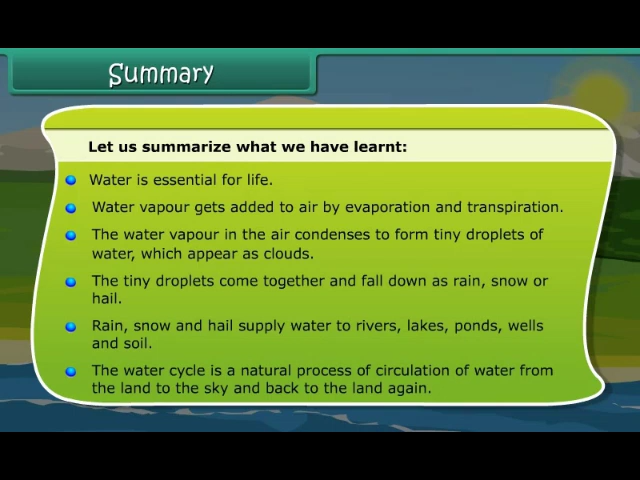 Summary
Let us summarize what we have learnt:
Water is essential for life.
Water vapour gets added to air by evaporation and transpiration.
The water vapour in the air condenses to form tiny droplets of
water, which appear as clouds.
The tiny droplets come together and fall down as rain, snow or
hail.
Rain, snow and hail supply water to rivers, lakes, ponds, wells
and soil.
The water cycle is a natural process of circulation of water from
the land to the sky and back to the land again.